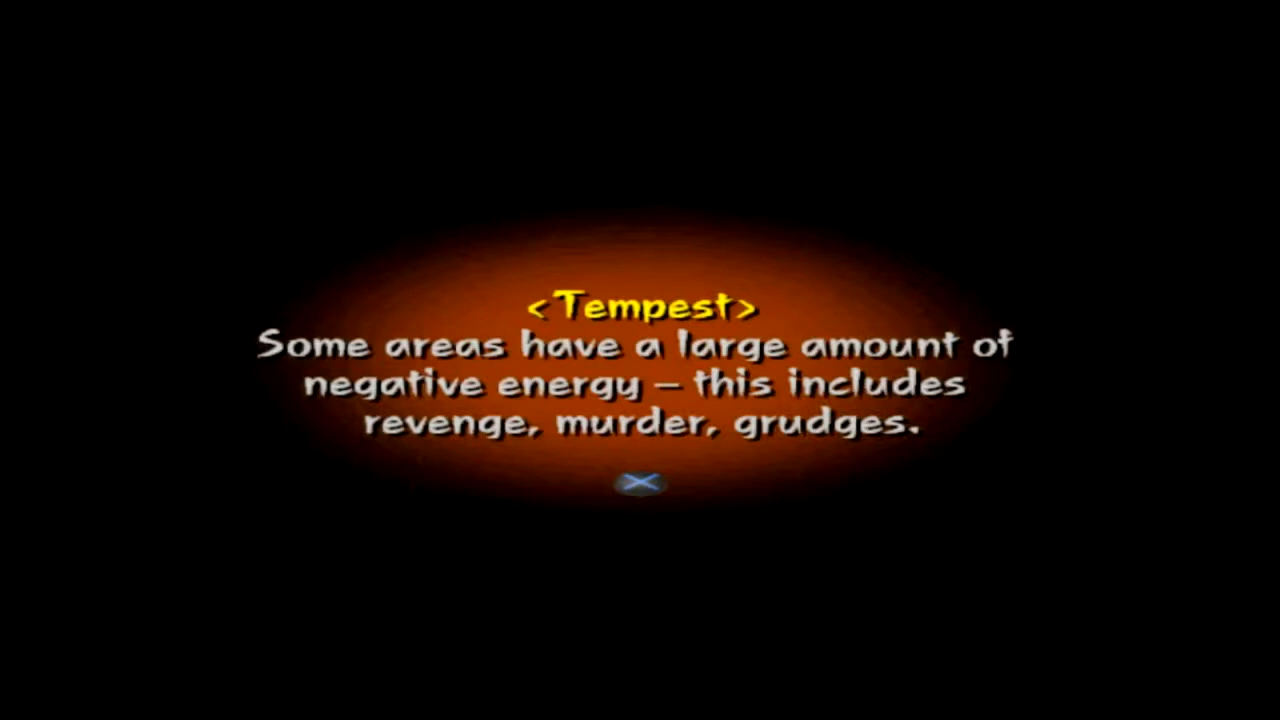 <Tempest>
Some areas have a large amount of
negative energy – this includes
revenge, murder, grudges.